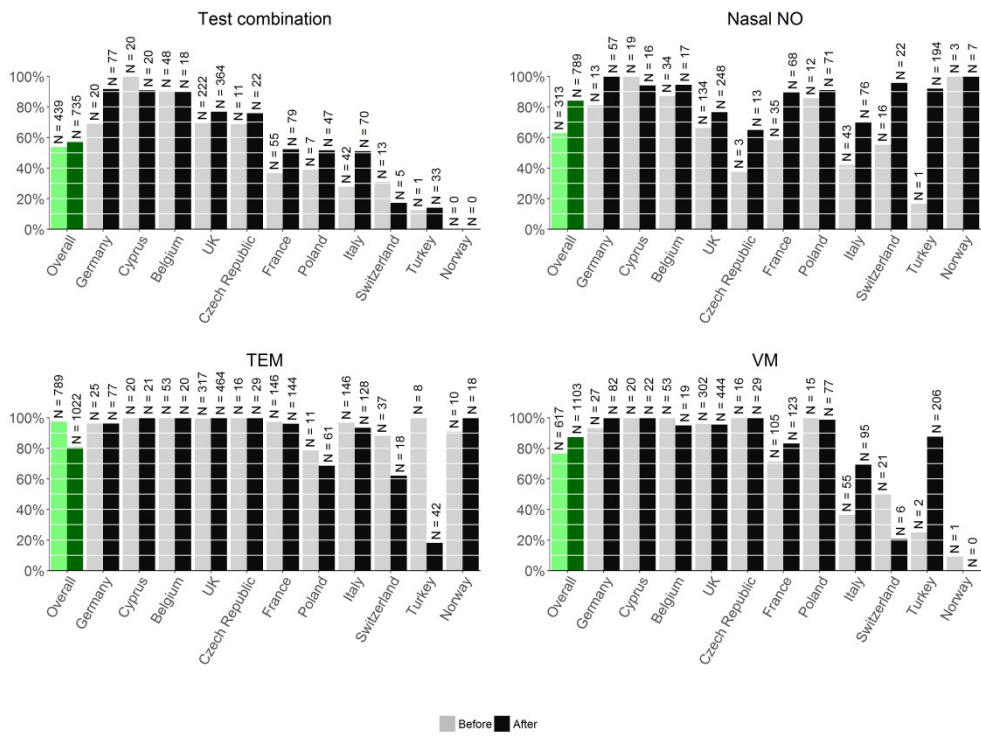 Test combination
100%
80%
60%
40%
20%
0%
N = 439
N = 735
N = 20
N = 77
N = 20
N = 20
N = 48
N = 18
N = 222
N = 364
N = 11
N = 22
N = 55
N = 79
N = 7
N = 47
N = 42
N = 70
N = 13
N = 5
N = 1
N = 33
N = 0
N = 0
Overall
Germany
Cyprus
Belgium
UK
Czech Republic
France
Poland
Italy
Switzerland
Turkey
Norway
Nasal NO
100%
80%
60%
40%
20%
0%
N = 313
N = 789
N = 13
N = 57
N = 19
N = 16
N = 34
N = 17
N = 134
N = 248
N = 3
N = 13
N = 35
N = 68
N = 12
N = 71
N = 43
N = 76
N = 16
N = 22
N = 1
N = 194
N = 3
N = 7
Overall
Germany
Cyprus
Belgium
UK
Czech Republic
France
Poland
Italy
Switzerland
Turkey
Norway
TEM
100%
80%
60%
40%
20%
0%
N = 789
N = 1022
N = 25
N = 77
N = 20
N = 21
N = 53
N = 20
N = 317
N = 464
N = 16
N = 29
N = 146
N = 144
N = 11
N = 61
N = 146
N = 128
N = 37
N = 18
N = 8
N = 42
N = 10
N = 18
Overall
Germany
Cyprus
Belgium
UK
Czech Republic
France
Poland
Italy
Switzerland
Turkey
Norway
VM
100%
80%
60%
40%
20%
0%
N = 617
N = 1103
N = 27
N = 82
N = 20
N = 22
N = 53
N = 19
N = 302
N = 444
N = 16
N = 29
N = 105
N = 123
N = 15
N = 77
N = 55
N = 95
N = 21
N = 6
N = 2
N = 206
N = 1
N = 0
Overall
Germany
Cyprus
Belgium
UK
Czech Republic
France
Poland
Italy
Switzerland
Turkey
Norway
Before After